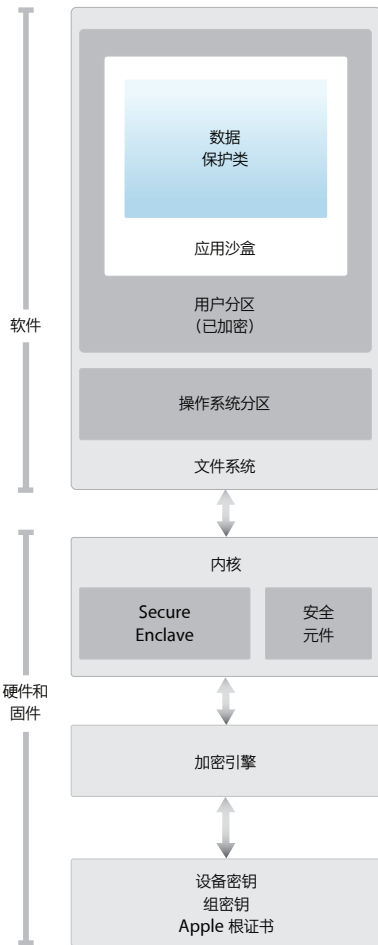 数据
保护类
应用沙盒
用户分区
（已加密）
软件
操作系统分区
文件系统
内核
Secure
Enclave
安全
元件
硬件和
固件
加密引擎
设备密钥
组密钥
Apple 根证书